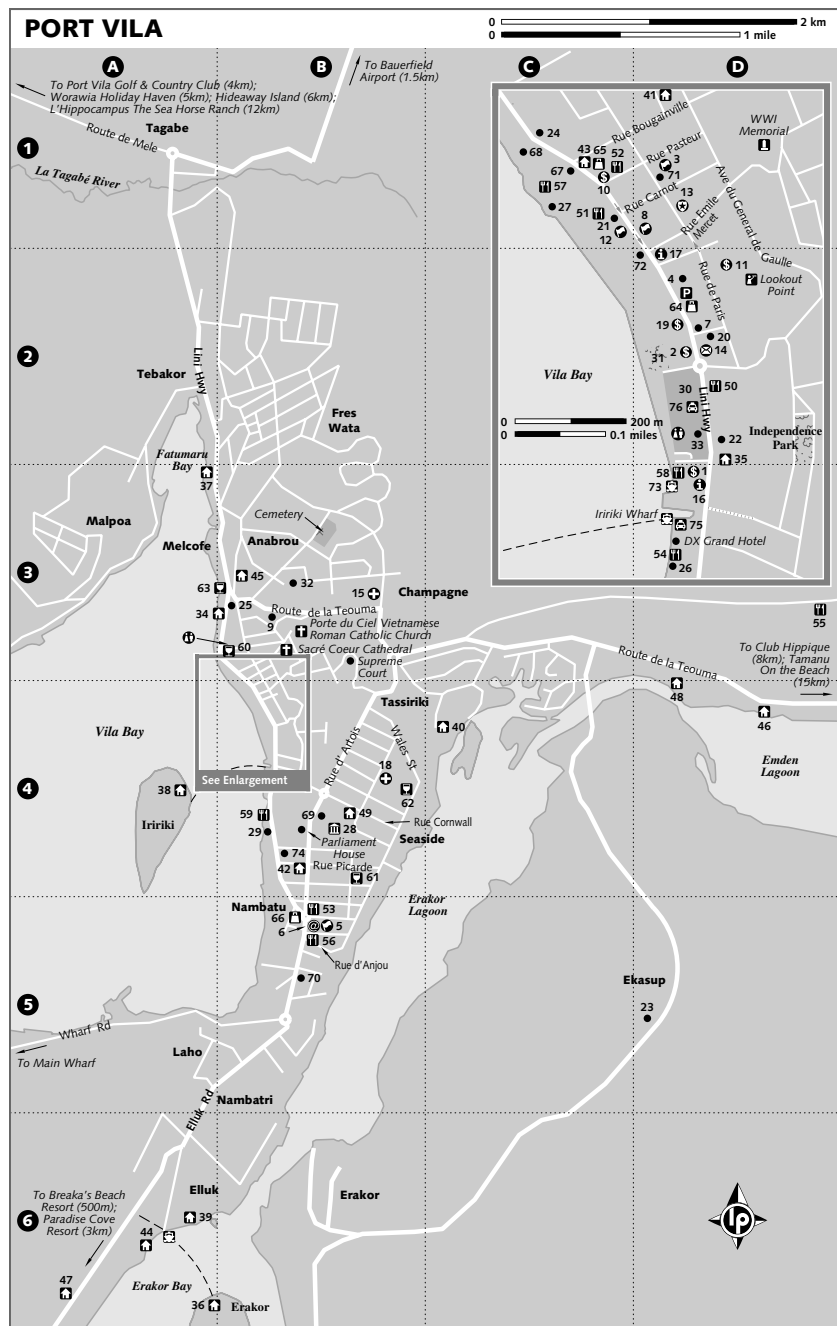 PORT VILA
0 2 km
0 1 mile
A
B
C
D
To Bauerfield
Airport (1.5km)
To Port Vila Golf & Country Club (4km);
Worawia Holiday Haven (5km); Hideaway Island (6km);
L'Hippocampus The Sea Horse Ranch (12km)
Tagabe
Route de Mele
1
La Tagabé River
41
Rue Bougainville
WWI
Memorial
24
68
43 65 52
Rue Pasteur
3
67
10
71
57
13
27
51
21
Rue Carnot
8
12
Rue Emile
Mercet
Ave du General de Gaulle
17
72
11
4
Lookout
Point
P
64
Rue de Paris
19
7
20
2
14
31
Vila Bay
30
50
76
Lini Hwy
0 200 m
0 0.1 miles
33
22
Independence
Park
35
58
1
73
16
Iririki Wharf
75
DX Grand Hotel
54
26
2
Lini Hwy
Tebakor
Fres
Wata
Fatumaru
Bay
37
Malpoa
Cemetery
Melcofe
Anabrou
3
45
32
63
15
Champagne
25
34
Route de la Teouma
9
Porte du Ciel Vietnamese
Roman Catholic Church
60
Sacré Coeur Cathedral
Supreme
Court
55
To Club Hippique
(8km); Tamanu
On the Beach
(15km)
Route de la Teouma
48
46
Tassiriki
40
Vila Bay
Rue d' Artois
Wales St
Emden
Lagoon
See Enlargement
18
4
38
62
Iririki
59
69
49
Rue Cornwall
29
28
Parliament
House
Seaside
74
Rue Picarde
42
61
Erakor
Lagoon
Nambatu
53
66
6
@
5
56
Rue d'Anjou
70
Ekasup
23
5
Wharf Rd
To Main Wharf
Laho
Elluk Rd
Nambatri
To Breaka's Beach
Resort (500m);
Paradise Cove
Resort (3km)
Elluk
Erakor
6
39
44
47
Erakor Bay
36
Erakor
lp